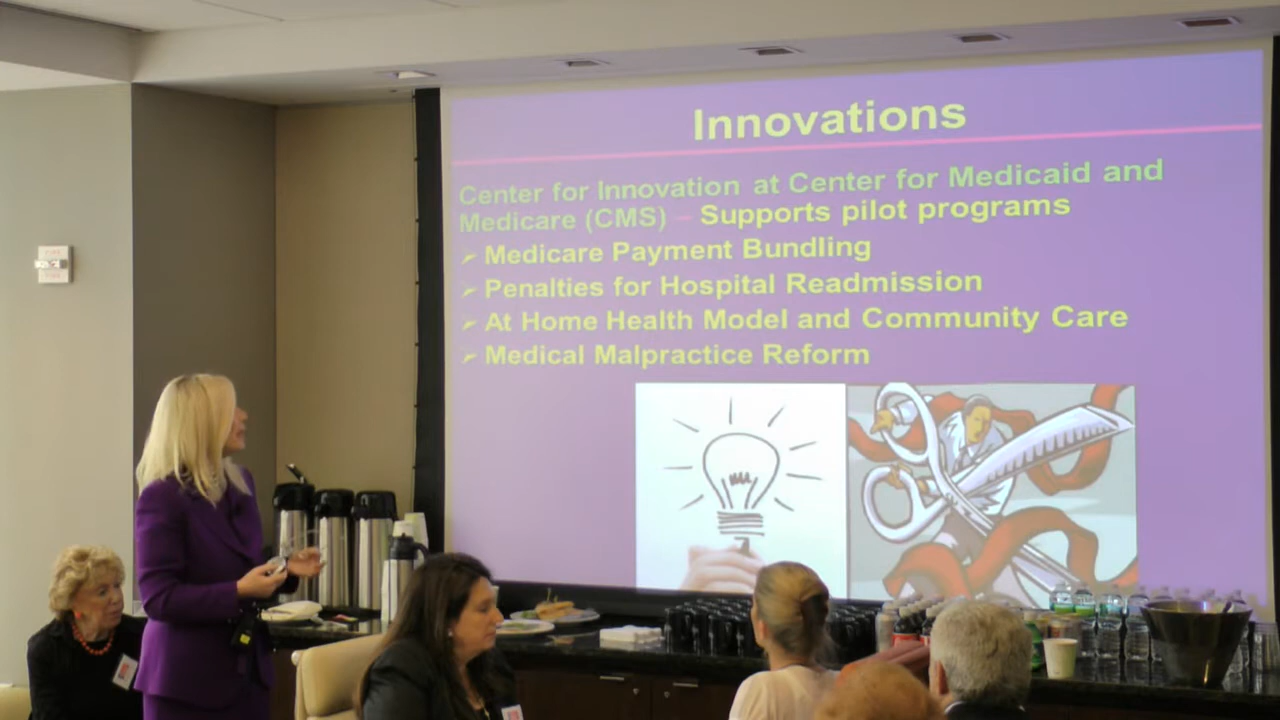 Innovations
Center for Innovation at Center for Medicaid and
Medicare (CMS) – Supports pilot programs
Medicare Payment Bundling
Penalties for Hospital Readmission
At Home Health Model and Community Care
Medical Malpractice Reform